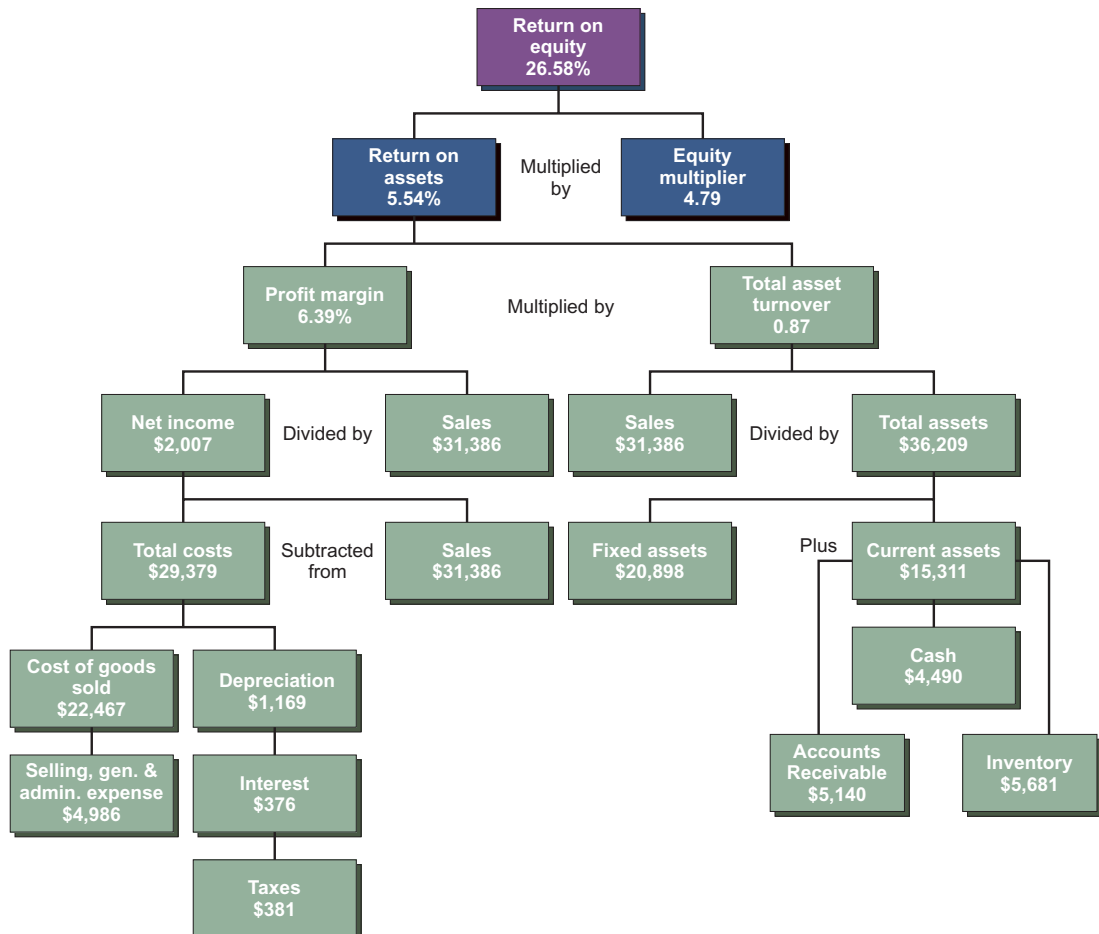 Return on
equity
26.58%
Return on
assets
5.54%
Multiplied
by
Equity
multiplier
4.79
Profit margin
6.39%
Multiplied by
Total asset
turnover
0.87
Net income
$2,007
Divided by
Sales
$31,386
Sales
$31,386
Divided by
Total assets
$36,209
Total costs
$29,379
Subtracted
from
Sales
$31,386
Fixed assets
$20,898
Plus
Current assets
$15,311
Cost of goods
sold
$22,467
Depreciation
$1,169
Cash
$4,490
Selling, gen. &
admin. expense
$4,986
Interest
$376
Accounts
Receivable
$5,140
Inventory
$5,681
Taxes
$381